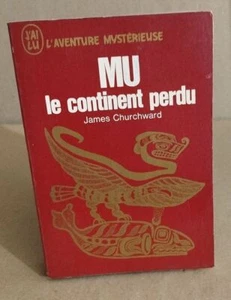 J'AI LU
L'AVENTURE MYSTÉRIEUSE
MU
le continent perdu
James Churchward